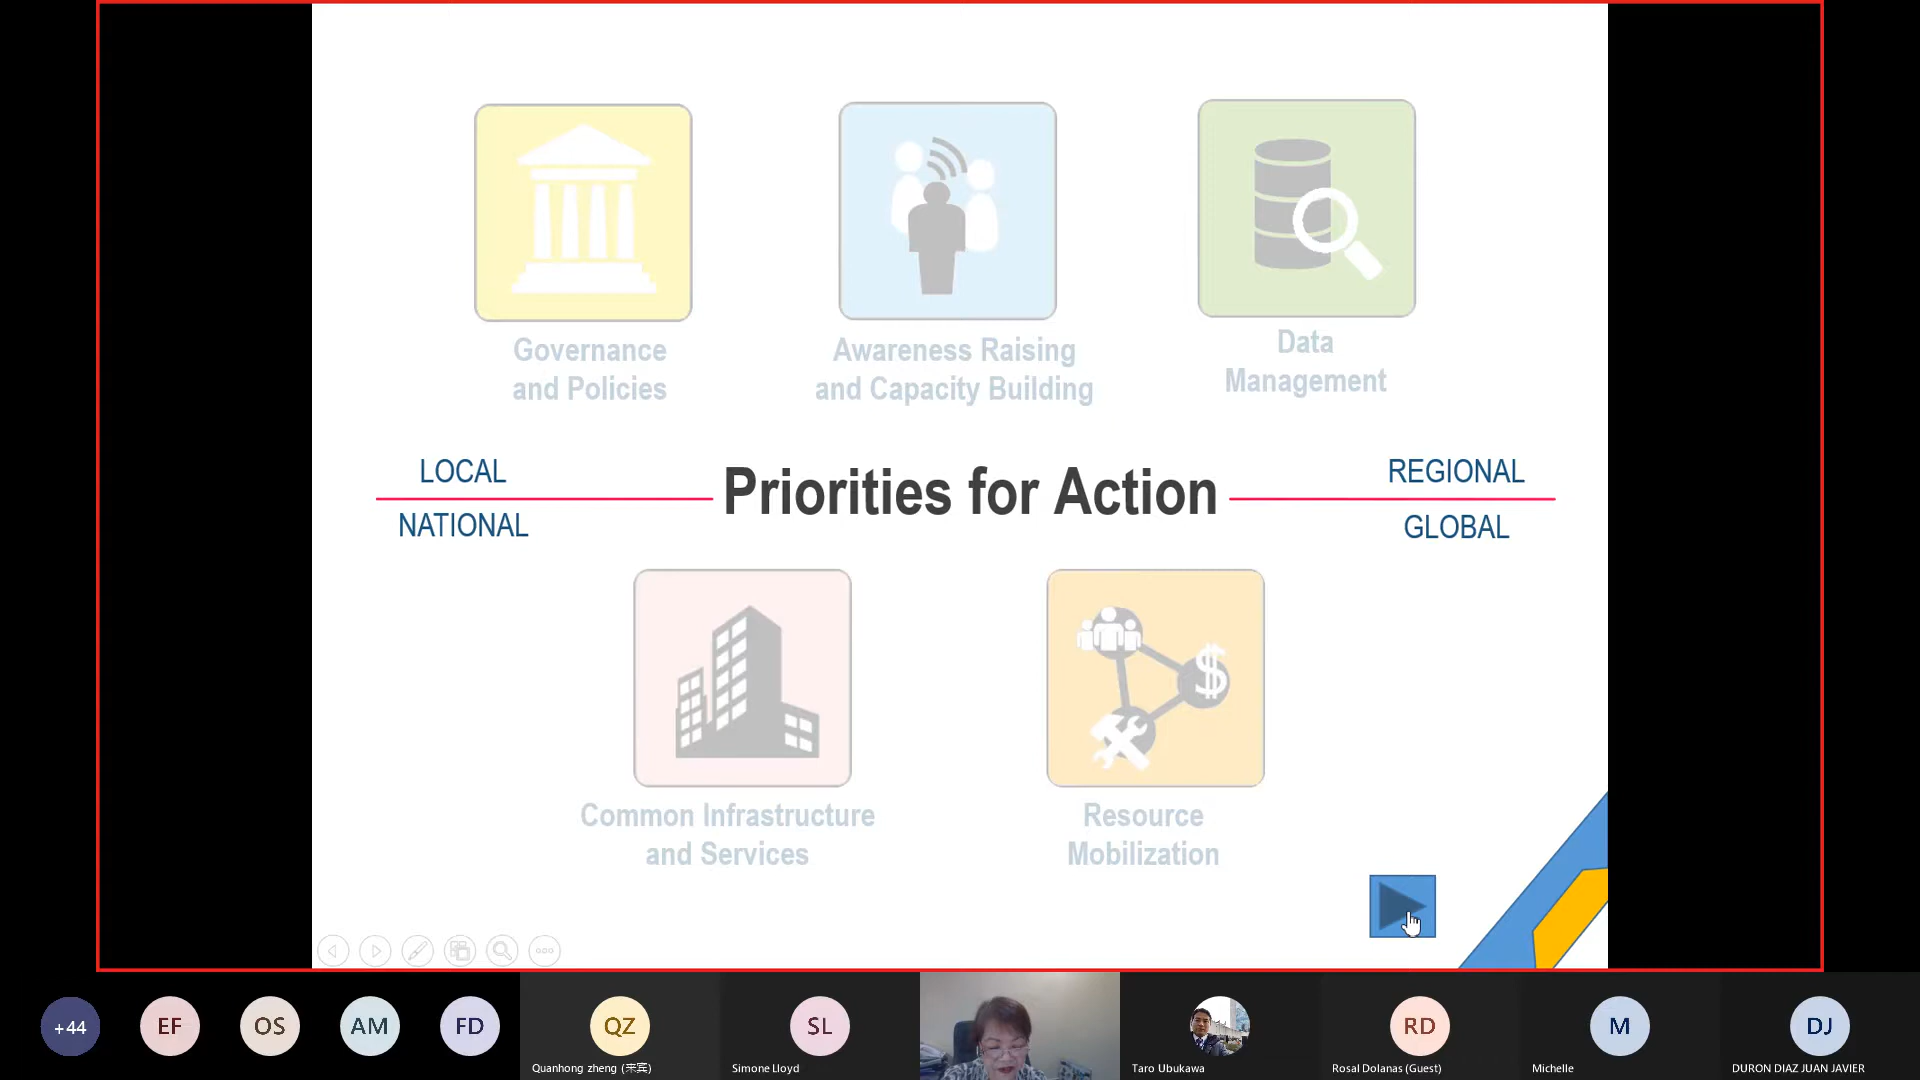 Governance
and Policies
Awareness Raising
and Capacity Building
Data
Management
LOCAL
NATIONAL
Priorities for Action
REGIONAL
GLOBAL
Common Infrastructure
and Services
Resource
Mobilization
$
+44
EF
OS
AM
FD
QZ
Quanhong zheng (来宾)
SL
Simone Lloyd
Taro Ubukawa
RD
Rosal Dolanas (Guest)
M
Michelle
DJ
DURON DIAZ JUAN JAVIER